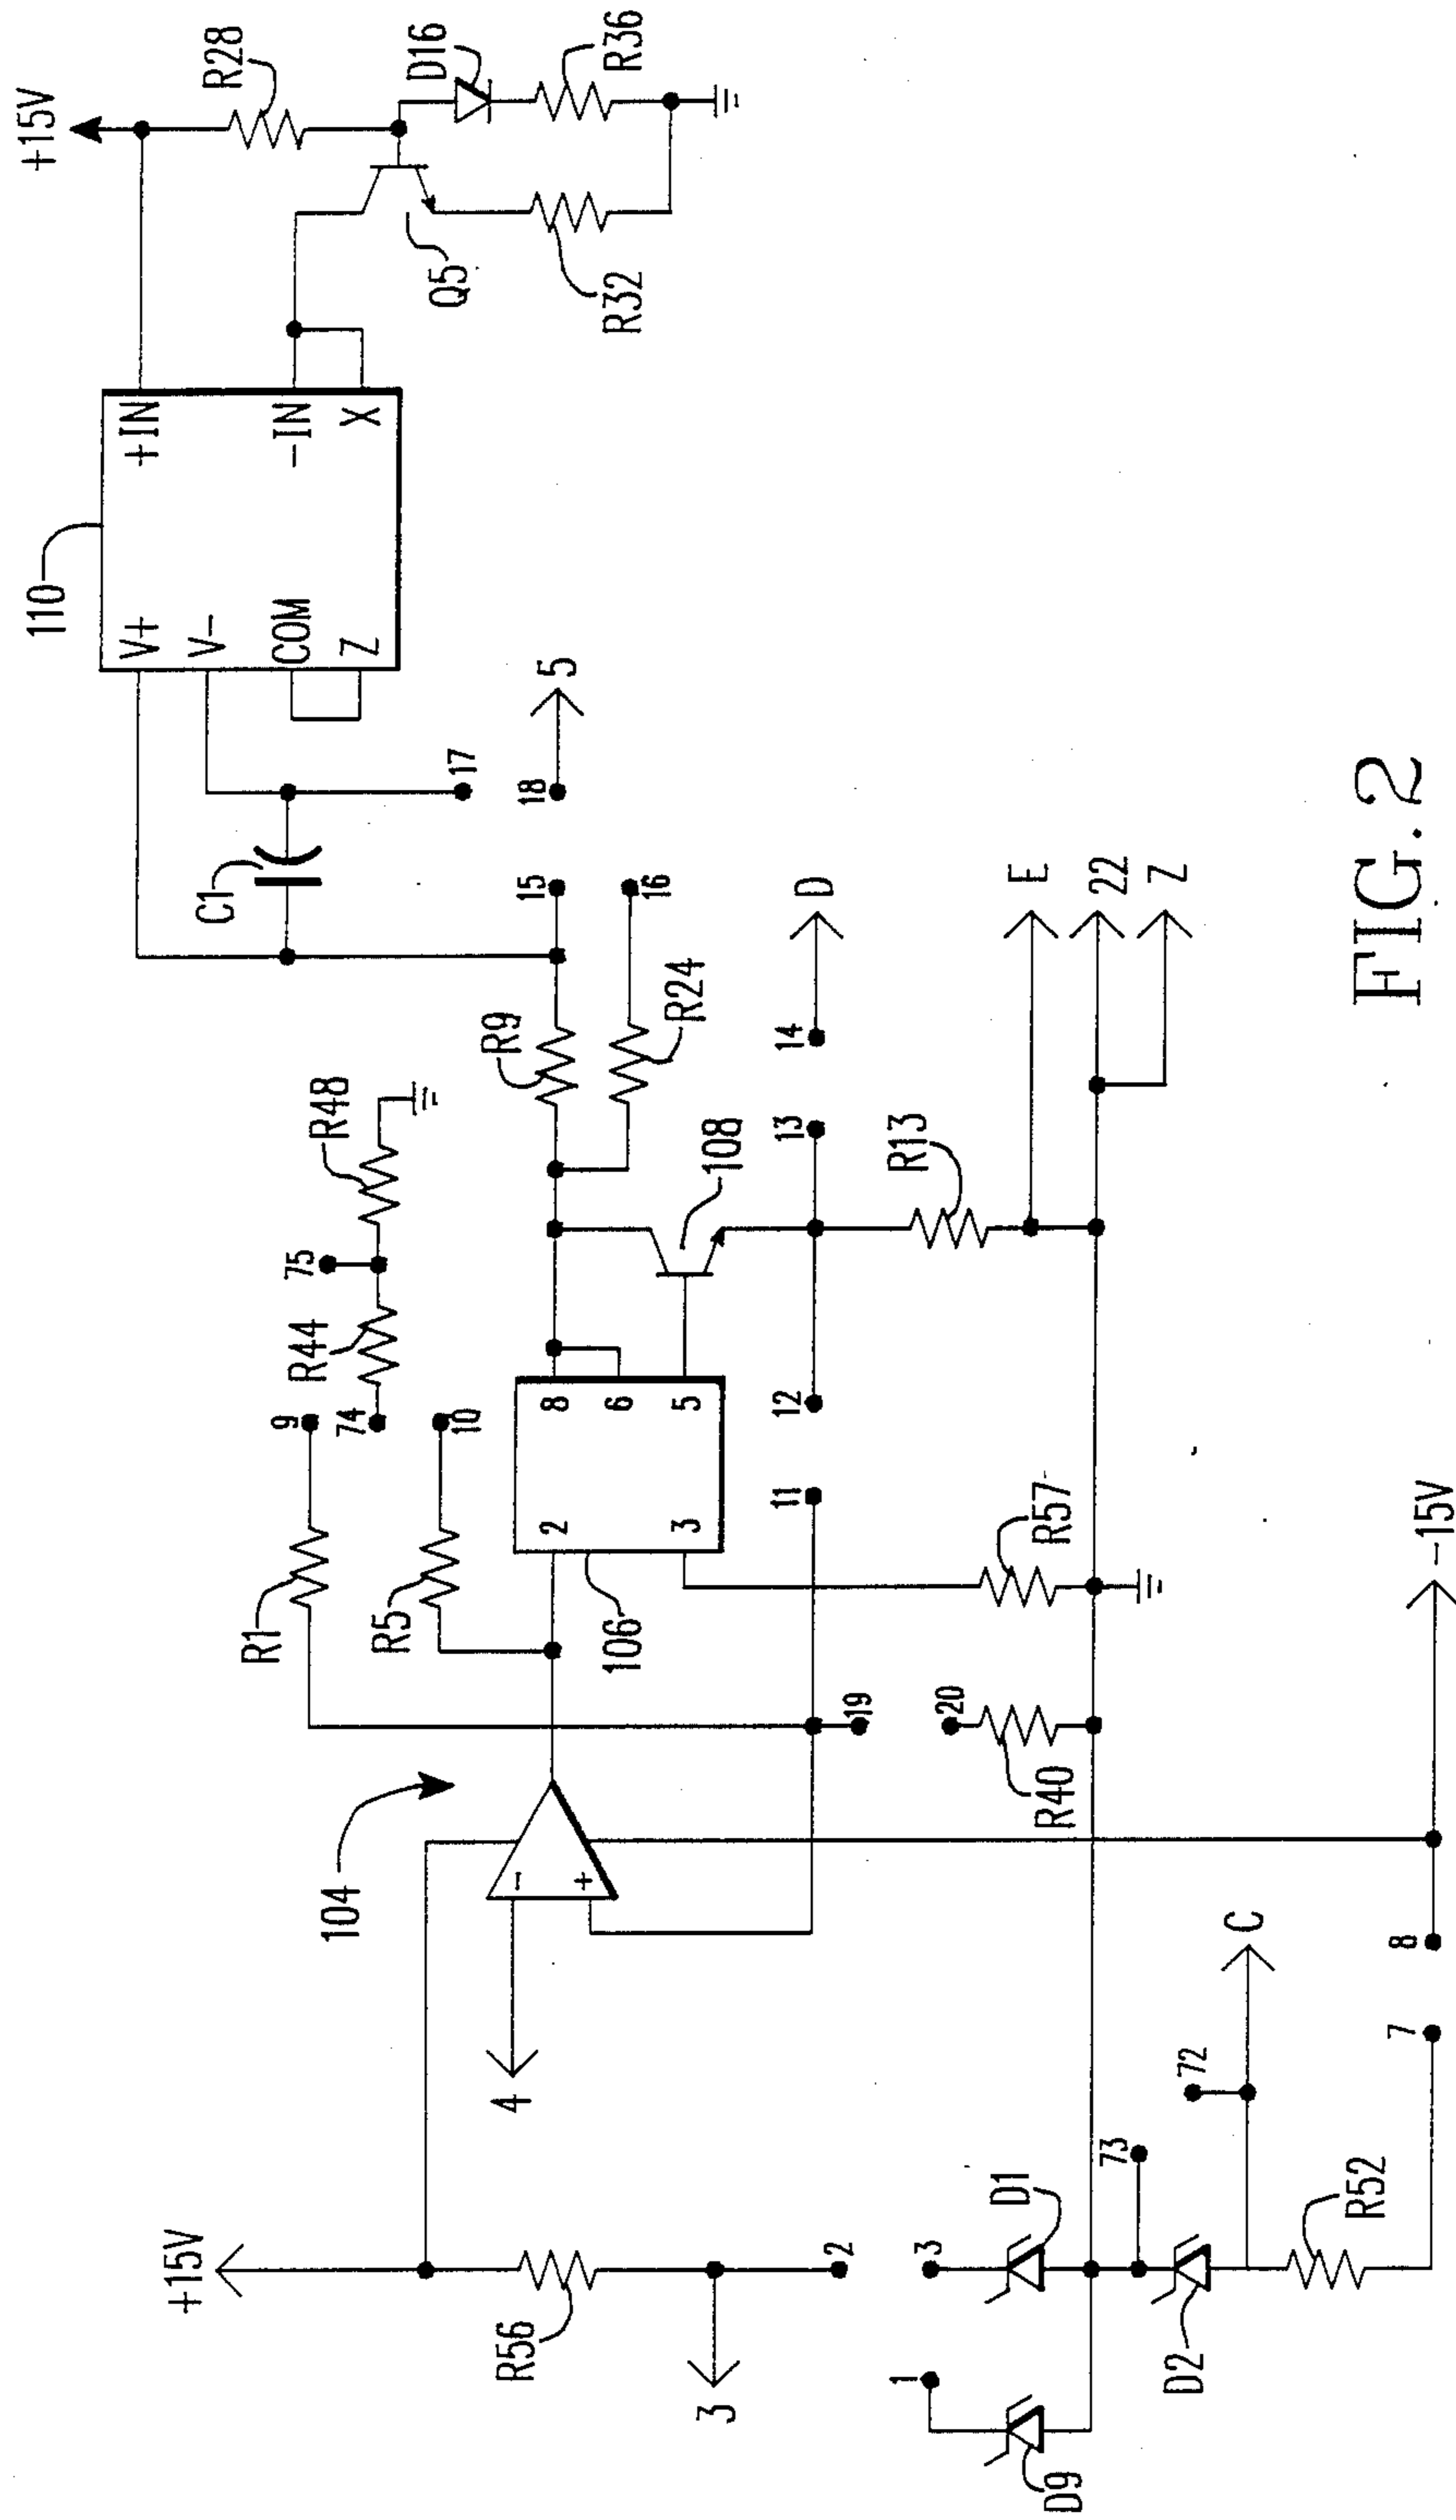 +15V
R28
D16
R36
Q5
R32
110
V+
V-
COM
Z
+IN
-IN
X
C1
17
18
5
15
16
R9
R24
R48
75
R44
74
9
10
R1
R5
8
6
5
2
3
106
108
14
D
13
12
11
R13
E
22
Z
R57
19
20
R40
104
-
+
4
+15V
R56
3
2
3
1
D1
D9
73
D2
72
C
R52
7
8
-15V
FIG. 2